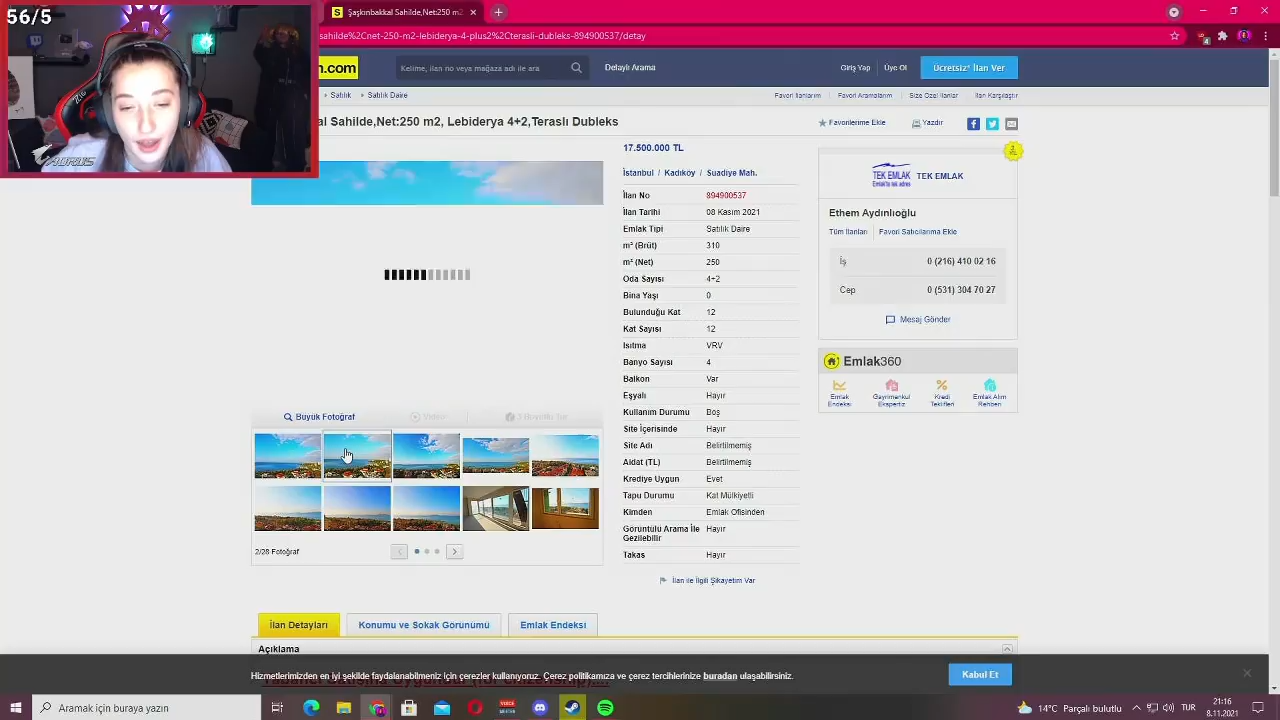 56/5
Şaşkınbakkal Sahilde,Net:250 m2
sahilde%2Cnet-250-m2-lebiderya-4-plus2%2Cterasli-dubleks-894900537/detay
.com
Kelime, ilan no veya mağaza adı ile ara
Detaylı Arama
Giriş Yap
Üye Ol
Ücretsiz* İlan Ver
Satılık
Satılık Daire
Favori İlanlarım
Favori Aramalarım
Size Özel İlanlar
İlan Karşılaştır
al Sahilde,Net:250 m2, Lebiderya 4+2,Teraslı Dubleks
Favorilerime Ekle
Yazdır
17.500.000 TL
İstanbul / Kadıköy / Suadiye Mah.
İlan No 894900537
İlan Tarihi 08 Kasım 2021
Emlak Tipi Satılık Daire
m² (Brüt) 310
m² (Net) 250
Oda Sayısı 4+2
Bina Yaşı 0
Bulunduğu Kat 12
Kat Sayısı 12
Isıtma VRV
Banyo Sayısı 4
Balkon Var
Eşyalı Hayır
Kullanım Durumu Boş
Site İçerisinde Hayır
Site Adı Belirtilmemiş
Aidat (TL) Belirtilmemiş
Krediye Uygun Evet
Tapu Durumu Kat Mülkiyetli
Kimden Emlak Ofisinden
Görüntülü Arama İle Hayır
Gezilebilir
Takas Hayır
İlan ile İlgili Şikayetim Var
TEK EMLAK
TEK EMLAK
Ethem Aydınlıoğlu
Tüm İlanları
Favori Satıcılarıma Ekle
İş 0 (216) 410 02 16
Cep 0 (531) 304 70 27
Mesaj Gönder
Emlak360
Emlak
Endeksi
Gayrimenkul
Ekspertiz
Kredi
Teklifleri
Emlak Alım
Rehberi
Büyük Fotoğraf
Video
3 Boyutlu Tur
2/28 Fotoğraf
İlan Detayları
Konumu ve Sokak Görünümü
Emlak Endeksi
Açıklama
Hizmetlerimizden en iyi şekilde faydalanabilmeniz için çerezler kullanıyoruz. Çerez politikamıza ve çerez tercihlerinize buradan ulaşabilirsiniz.
Kabul Et
Aramak için buraya yazın
14°C Parçalı bulutlu
TUR
21:16
8.11.2021